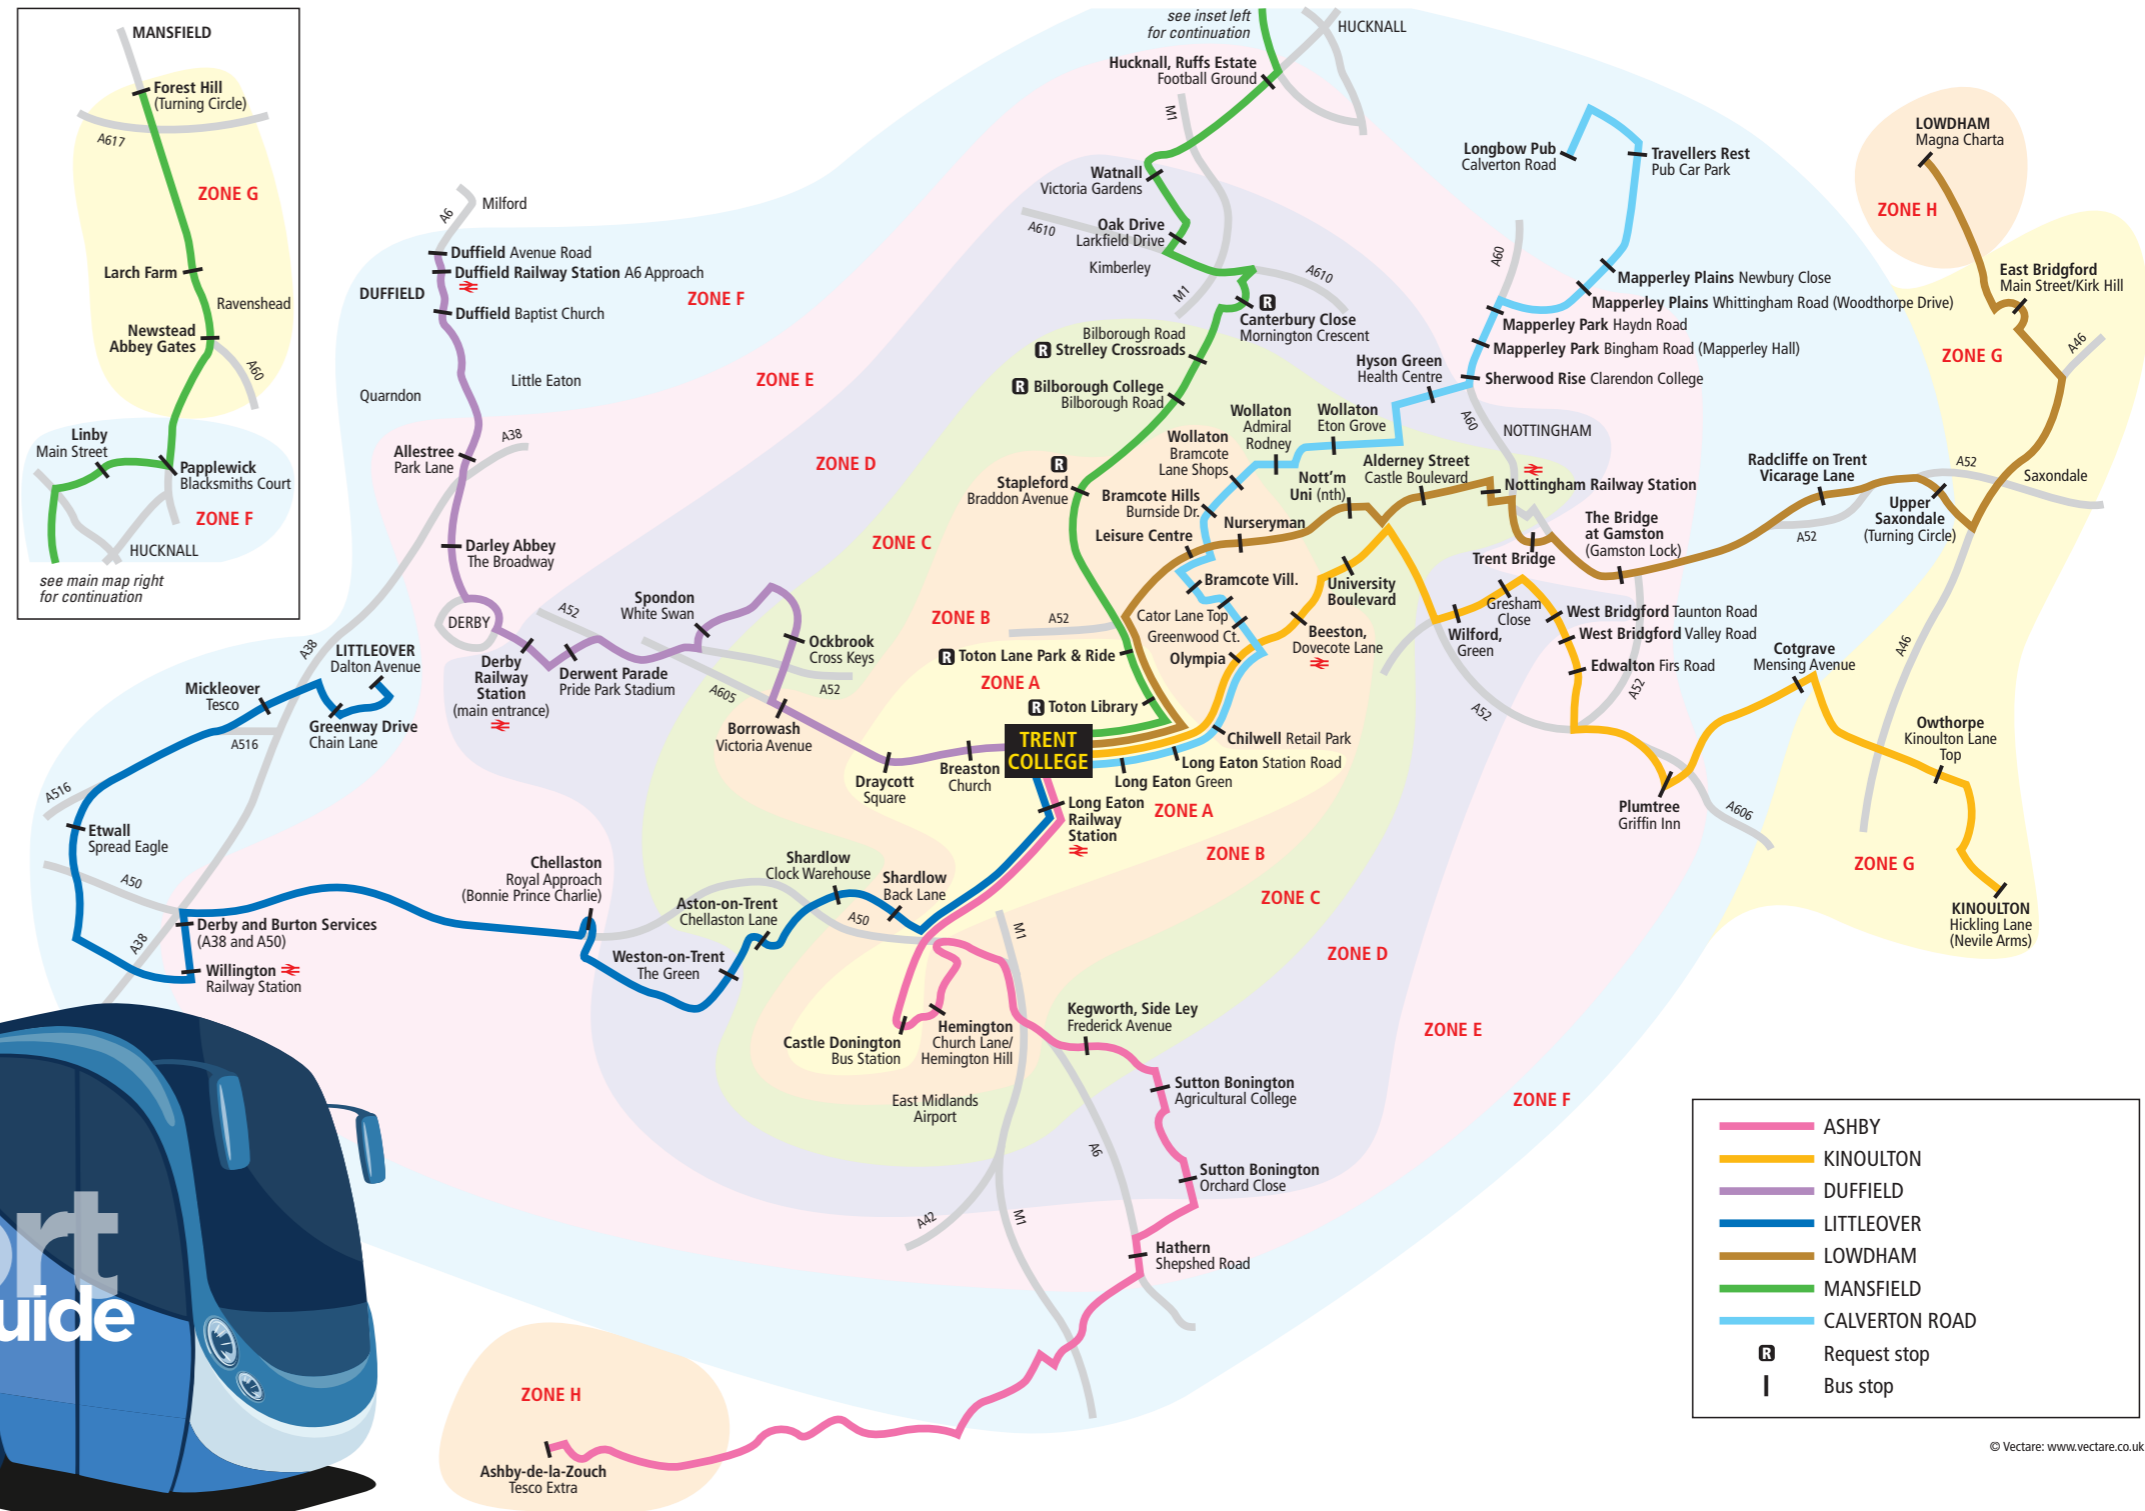 MANSFIELD
Forest Hill
(Turning Circle)
A617
ZONE G
Larch Farm
Ravenshead
Newstead
Abbey Gates
A60
Linby
Main Street
Papplewick
Blacksmiths Court
ZONE F
HUCKNALL
see main map right
for continuation
see inset left
for continuation
HUCKNALL
Hucknall, Ruffs Estate
Football Ground
M1
Watnall
Victoria Gardens
Oak Drive
Larkfield Drive
A610
Kimberley
A610
M1
R
Canterbury Close
Mornington Crescent
Bilborough Road
R Strelley Crossroads
R Bilborough College
Bilborough Road
R
Stapleford
Braddon Avenue
A52
R Toton Lane Park & Ride
R Toton Library
TRENT
COLLEGE
Milford
A6
Duffield Avenue Road
Duffield Railway Station A6 Approach
DUFFIELD
Duffield Baptist Church
ZONE F
Little Eaton
Quarndon
ZONE E
A38
Allestree
Park Lane
ZONE D
Darley Abbey
The Broadway
ZONE C
DERBY
A52
Spondon
White Swan
Ockbrook
Cross Keys
ZONE B
Derby
Railway
Station
(main entrance)
Derwent Parade
Pride Park Stadium
A605
A52
Borrowash
Victoria Avenue
ZONE A
Draycott
Square
Breaston
Church
A38
LITTLEOVER
Dalton Avenue
Mickleover
Tesco
Greenway Drive
Chain Lane
A516
A516
Etwall
Spread Eagle
A50
A38
Derby and Burton Services
(A38 and A50)
Willington
Railway Station
Chellaston
Royal Approach
(Bonnie Prince Charlie)
Weston-on-Trent
The Green
Aston-on-Trent
Chellaston Lane
Shardlow
Clock Warehouse
A50
Shardlow
Back Lane
Long Eaton
Railway
Station
ZONE A
ZONE B
ZONE C
ZONE D
ZONE E
ZONE F
Castle Donington
Bus Station
Hemington
Church Lane/
Hemington Hill
M1
East Midlands
Airport
Kegworth, Side Ley
Frederick Avenue
Sutton Bonington
Agricultural College
A6
Sutton Bonington
Orchard Close
A42
M1
Hathern
Shepshed Road
ZONE H
Ashby-de-la-Zouch
Tesco Extra
Longbow Pub
Calverton Road
Travellers Rest
Pub Car Park
A60
Mapperley Plains Newbury Close
Mapperley Plains Whittingham Road (Woodthorpe Drive)
Mapperley Park Haydn Road
Mapperley Park Bingham Road (Mapperley Hall)
Sherwood Rise Clarendon College
Hyson Green
Health Centre
A60
NOTTINGHAM
Wollaton
Eton Grove
Wollaton
Admiral
Rodney
Wollaton
Bramcote
Lane Shops
Bramcote Hills
Burnside Dr.
Leisure Centre
Nurseryman
Nott'm
Uni (nth)
Alderney Street
Castle Boulevard
Nottingham Railway Station
Bramcote Vill.
Cator Lane Top
Greenwood Ct.
Olympia
University
Boulevard
Beeston,
Dovecote Lane
Chilwell Retail Park
Long Eaton Station Road
Long Eaton Green
Trent Bridge
The Bridge
at Gamston
(Gamston Lock)
Radcliffe on Trent
Vicarage Lane
A52
A52
Upper
Saxondale
(Turning Circle)
Saxondale
A46
A46
LOWDHAM
Magna Charta
ZONE H
East Bridgford
Main Street/Kirk Hill
ZONE G
Wilford,
Green
Gresham
Close
West Bridgford Taunton Road
West Bridgford Valley Road
Edwalton Firs Road
A52
A52
Plumtree
Griffin Inn
A606
Cotgrave
Mensing Avenue
Owthorpe
Kinoulton Lane
Top
ZONE G
KINOULTON
Hickling Lane
(Nevile Arms)
ort
uide
ASHBY
KINOULTON
DUFFIELD
LITTLEOVER
LOWDHAM
MANSFIELD
CALVERTON ROAD
R Request stop
Bus stop
© Vectare: www.vectare.co.uk